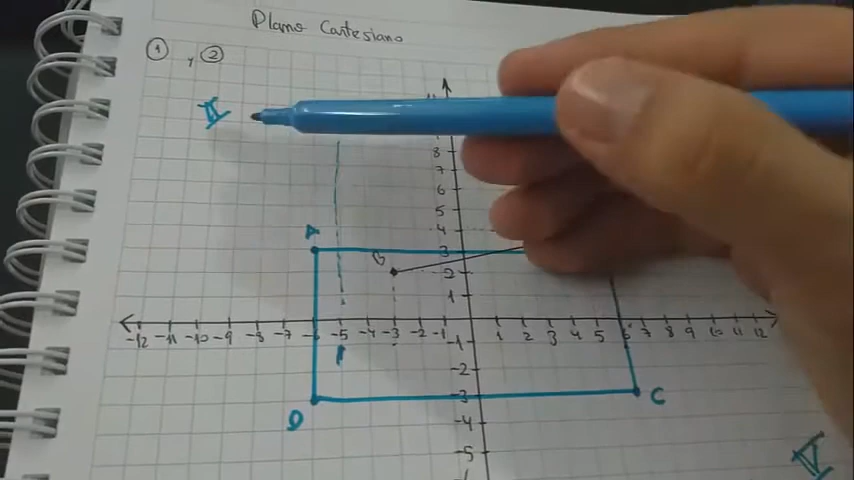 Plano Cartesiano
1 y 2
II
8
7
6
5
4
A
3
G
2
1
-12 -11 -10 -9 -8 -7 -6 -5 -4 -3 -2 -1 1 2 3 4 5 6 7 8 9 10 11 12
-1
-2
-3
C
D
-4
-5
IV